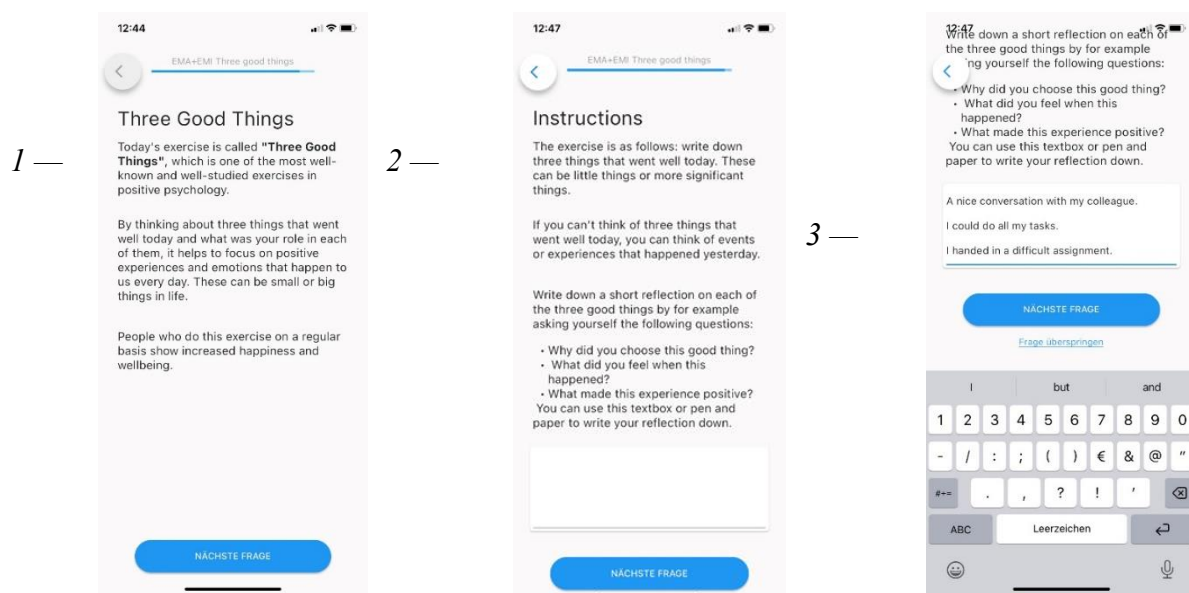 1 —
12:44
EMA+EMI Three good things
Three Good Things
Today's exercise is called "Three Good
Things", which is one of the most well-
known and well-studied exercises in
positive psychology.
By thinking about three things that went
well today and what was your role in each
of them, it helps to focus on positive
experiences and emotions that happen to
us every day. These can be small or big
things in life.
People who do this exercise on a regular
basis show increased happiness and
wellbeing.
NÄCHSTE FRAGE
2 —
12:47
EMA+EMI Three good things
Instructions
The exercise is as follows: write down
three things that went well today. These
can be little things or more significant
things.
If you can't think of three things that
went well today, you can think of events
or experiences that happened yesterday.
Write down a short reflection on each of
the three good things by for example
asking yourself the following questions:
• Why did you choose this good thing?
• What did you feel when this
happened?
• What made this experience positive?
You can use this textbox or pen and
paper to write your reflection down.
NÄCHSTE FRAGE
3 —
12:47
Write down a short reflection on each of
the three good things by for example
ing yourself the following questions:
• Why did you choose this good thing?
• What did you feel when this
happened?
• What made this experience positive?
You can use this textbox or pen and
paper to write your reflection down.
A nice conversation with my colleague.
I could do all my tasks.
I handed in a difficult assignment.
NÄCHSTE FRAGE
Frage überspringen
I but and
1 2 3 4 5 6 7 8 9 0
- / : ; ( ) € & @ "
#+= . , ? ! '
ABC Leerzeichen